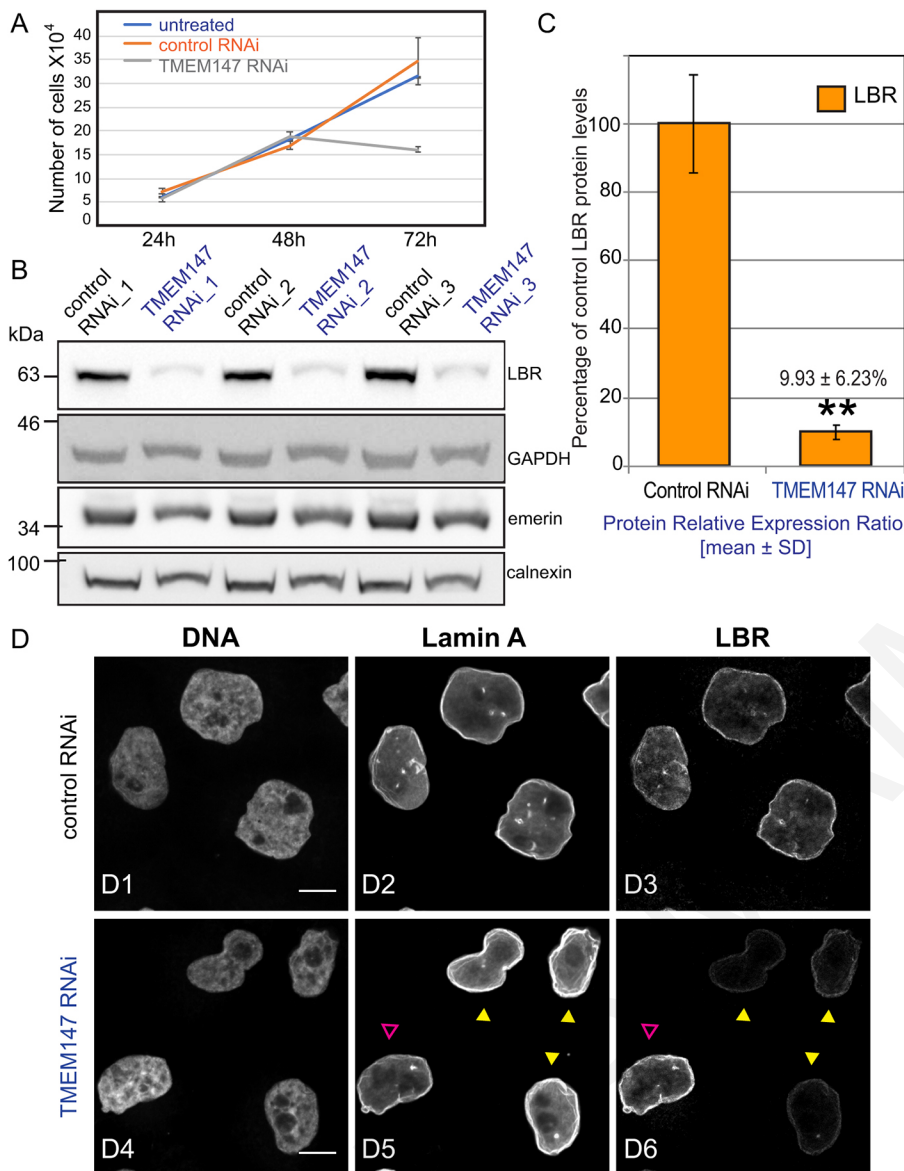 A
Number of cells X10⁴
40
35
30
25
20
15
10
5
0
untreated
control RNAi
TMEM147 RNAi
24h
48h
72h
B
control
RNAi_1
TMEM147
RNAi_1
control
RNAi_2
TMEM147
RNAi_2
control
RNAi_3
TMEM147
RNAi_3
kDa
63
LBR
46
GAPDH
34
emerin
100
calnexin
C
Percentage of control LBR protein levels
100
80
60
40
20
0
LBR
9.93 ± 6.23%
**
Control RNAi
TMEM147 RNAi
Protein Relative Expression Ratio
[mean ± SD]
D
DNA
Lamin A
LBR
control RNAi
D1
D2
D3
TMEM147 RNAi
D4
D5
D6